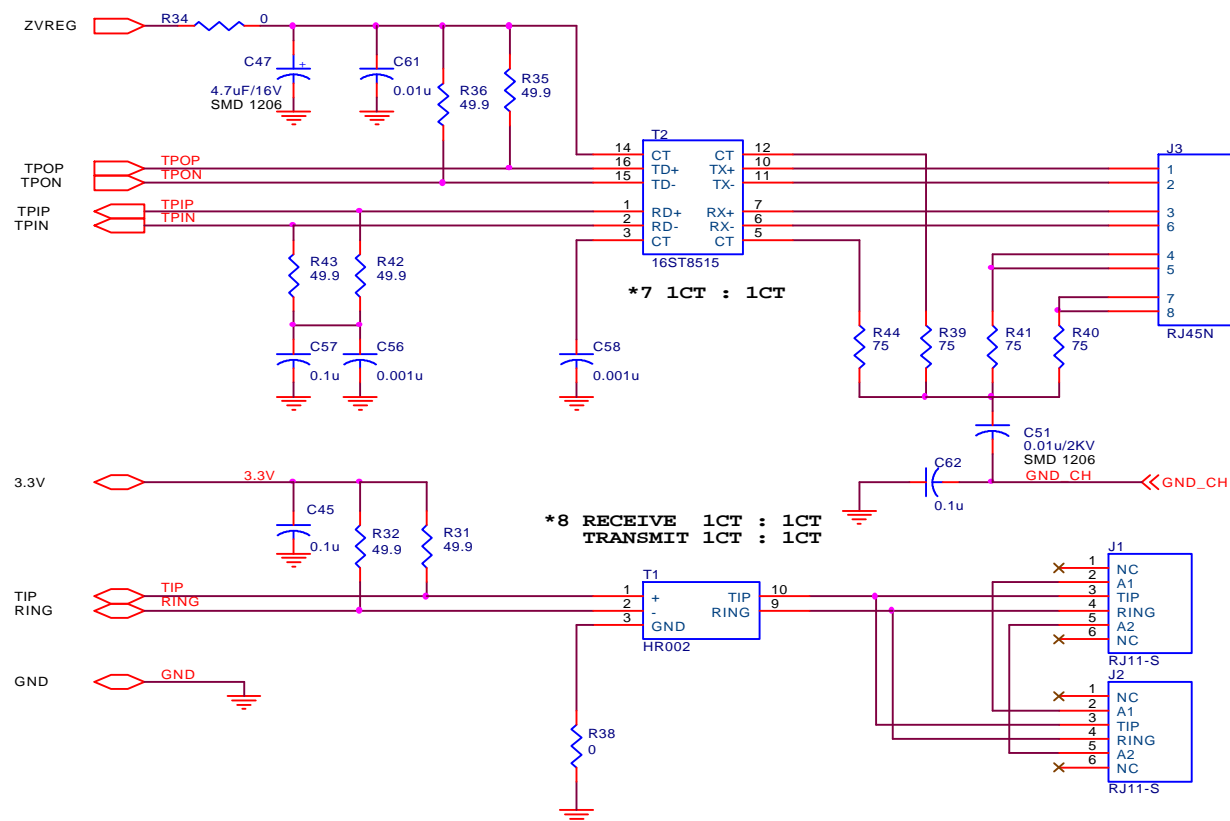 ZVREG
R34 0
C47
4.7uF/16V
SMD 1206
C61
0.01u
R36
49.9
R35
49.9
TPOP
TPON
TPOP
TPON
TPIP
TPIN
TPIP
TPIN
T2
14 CT CT 12
16 TD+ TX+ 10
15 TD- TX- 11
1 RD+ RX+ 7
2 RD- RX- 6
3 CT CT 5
16ST8515
*7 1CT : 1CT
J3
1
2
3
6
4
5
7
8
RJ45N
R43
49.9
R42
49.9
C57
0.1u
C56
0.001u
C58
0.001u
R44
75
R39
75
R41
75
R40
75
C51
0.01u/2KV
SMD 1206
GND_CH
GND_CH
C62
0.1u
3.3V
3.3V
C45
0.1u
R32
49.9
R31
49.9
*8 RECEIVE 1CT : 1CT
TRANSMIT 1CT : 1CT
TIP
RING
TIP
RING
T1
1 + TIP 10
2 - RING 9
3 GND
HR002
GND
GND
R38
0
J1
1 NC
2 A1
3 TIP
4 RING
5 A2
6 NC
RJ11-S
J2
1 NC
2 A1
3 TIP
4 RING
5 A2
6 NC
RJ11-S